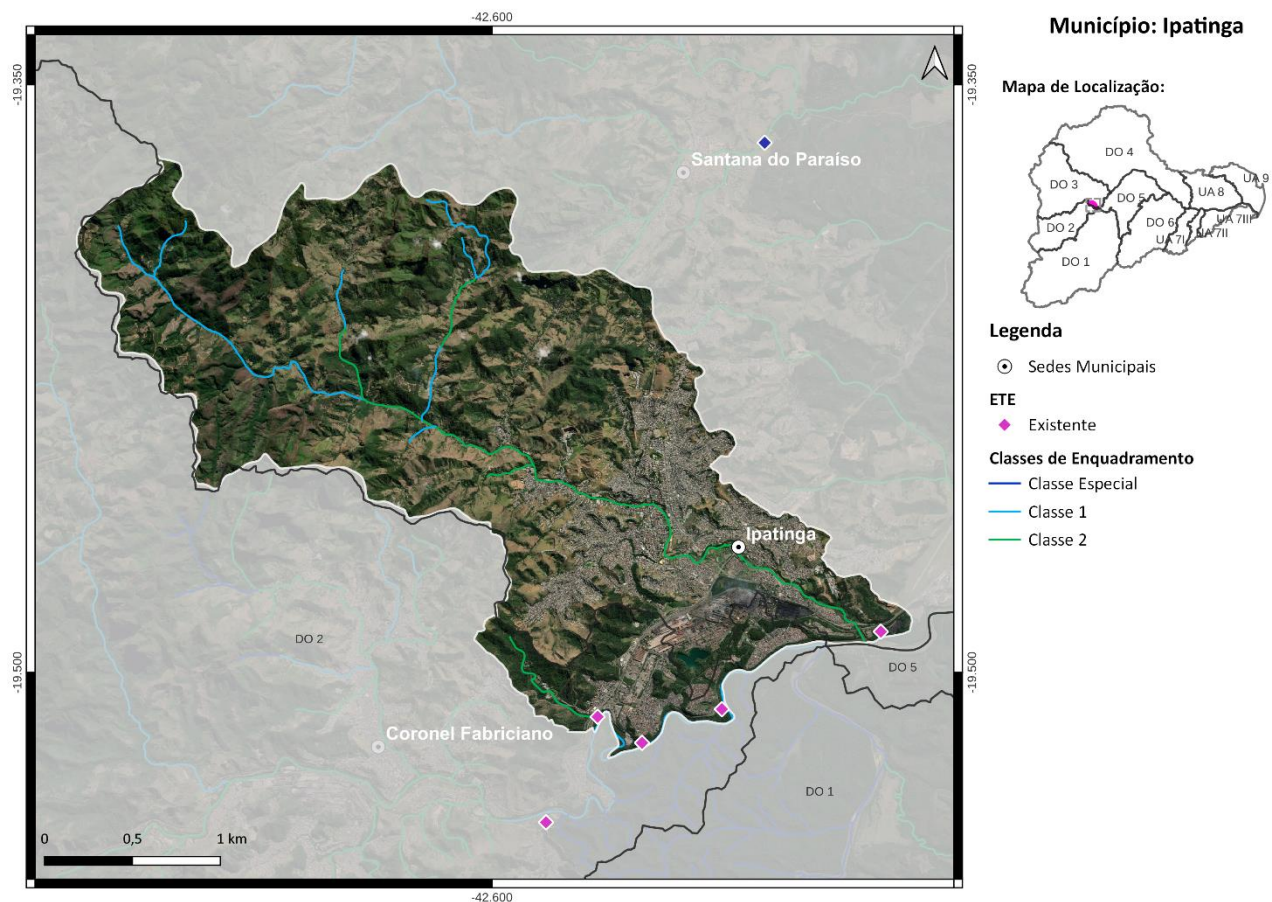 Município: Ipatinga
-42.600
-19.350
-19.350
Mapa de Localização:
DO 4
DO 3
UA 9
UA 8
DO 5
DO 2
DO 6
UA 7III
UA 7II
UA 7I
DO 1
Santana do Paraíso
Legenda
Sedes Municipais
ETE
Existente
Classes de Enquadramento
Classe Especial
Classe 1
Classe 2
Ipatinga
DO 2
DO 5
-19.500
-19.500
Coronel Fabriciano
DO 1
0 0,5 1 km
-42.600